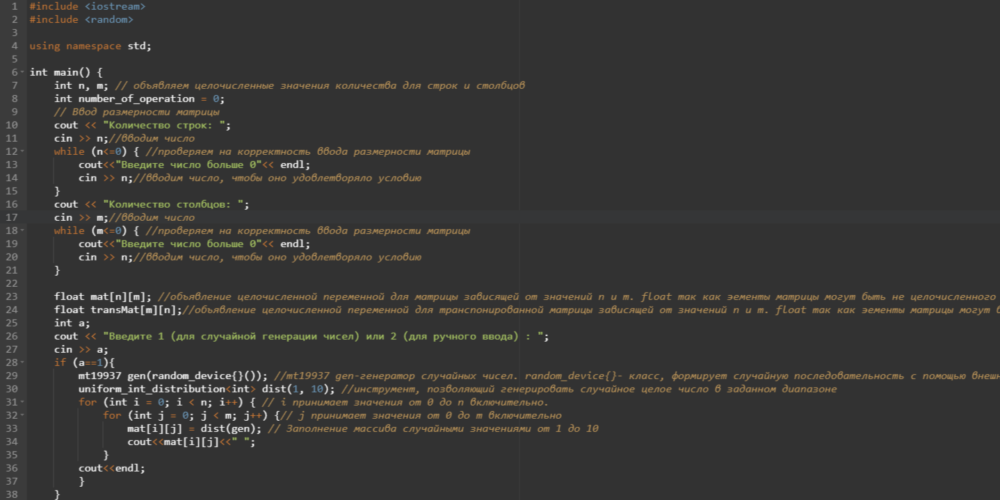 1 #include <iostream>
2 #include <random>
3
4 using namespace std;
5
6 int main() {
7 int n, m; // объявляем целочисленные значения количества для строк и столбцов
8 int number_of_operation = 0;
9 // Ввод размерности матрицы
10 cout << "Количество строк: ";
11 cin >> n;//вводим число
12 while (n<=0) { //проверяем на корректность ввода размерности матрицы
13 cout<<"Введите число больше 0"<< endl;
14 cin >> n;//вводим число, чтобы оно удовлетворяло условию
15 }
16 cout << "Количество столбцов: ";
17 cin >> m;//вводим число
18 while (m<=0) { //проверяем на корректность ввода размерности матрицы
19 cout<<"Введите число больше 0"<< endl;
20 cin >> n;//вводим число, чтобы оно удовлетворяло условию
21 }
22
23 float mat[n][m]; //объявление целочисленной переменной для матрицы зависящей от значений n и m. float так как эементы матрицы могут быть не целочисленного
24 float transMat[m][n];//объявление целочисленной переменной для транспонированной матрицы зависящей от значений n и m. float так как эементы матрицы могут б
25 int a;
26 cout << "Введите 1 (для случайной генерации чисел) или 2 (для ручного ввода) : ";
27 cin >> a;
28 if (a==1){
29 mt19937 gen(random_device{}()); //mt19937 gen-генератор случайных чисел. random_device{}- класс, формирует случайную последовательность с помощью внешн
30 uniform_int_distribution<int> dist(1, 10); //инструмент, позволяющий генерировать случайное целое число в заданном диапазоне
31 for (int i = 0; i < n; i++) { // i принимает значения от 0 до n включительно.
32 for (int j = 0; j < m; j++) {// j принимает значения от 0 до m включительно
33 mat[i][j] = dist(gen); // Заполнение массива случайными значениями от 1 до 10
34 cout<<mat[i][j]<<" ";
35 }
36 cout<<endl;
37 }
38 }